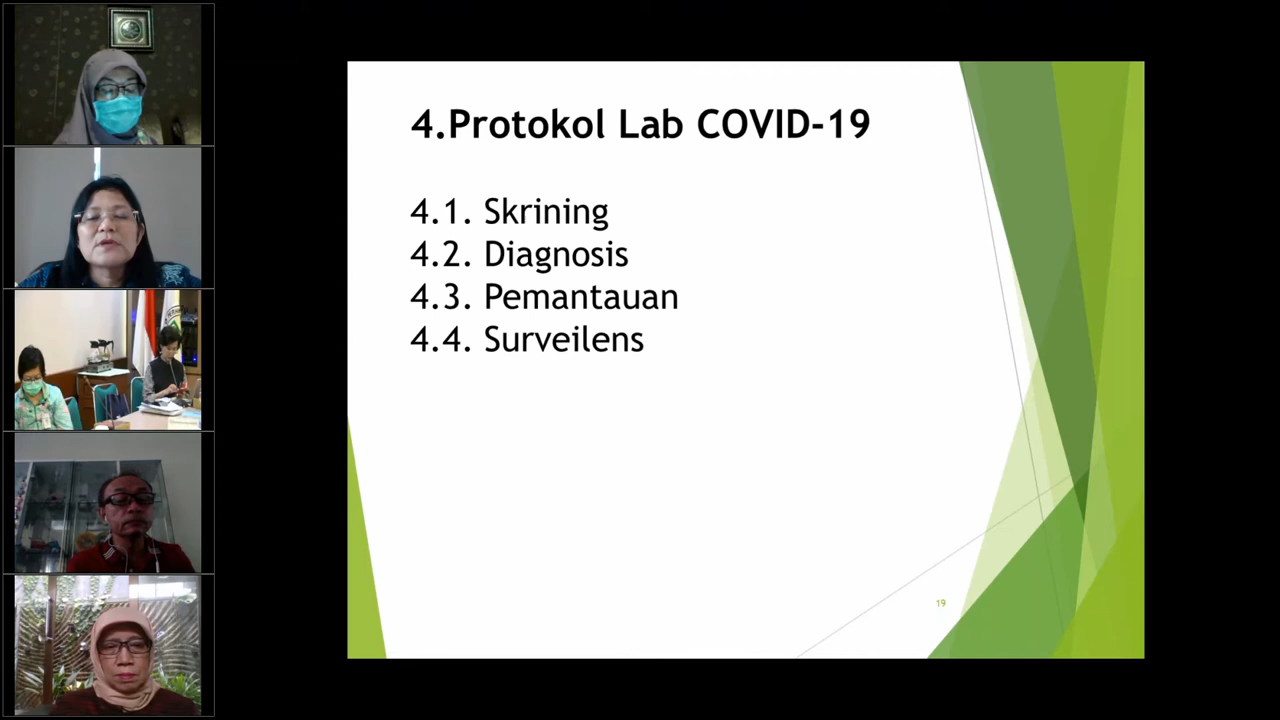 4.Protokol Lab COVID-19
4.1. Skrining
4.2. Diagnosis
4.3. Pemantauan
4.4. Surveilens
19